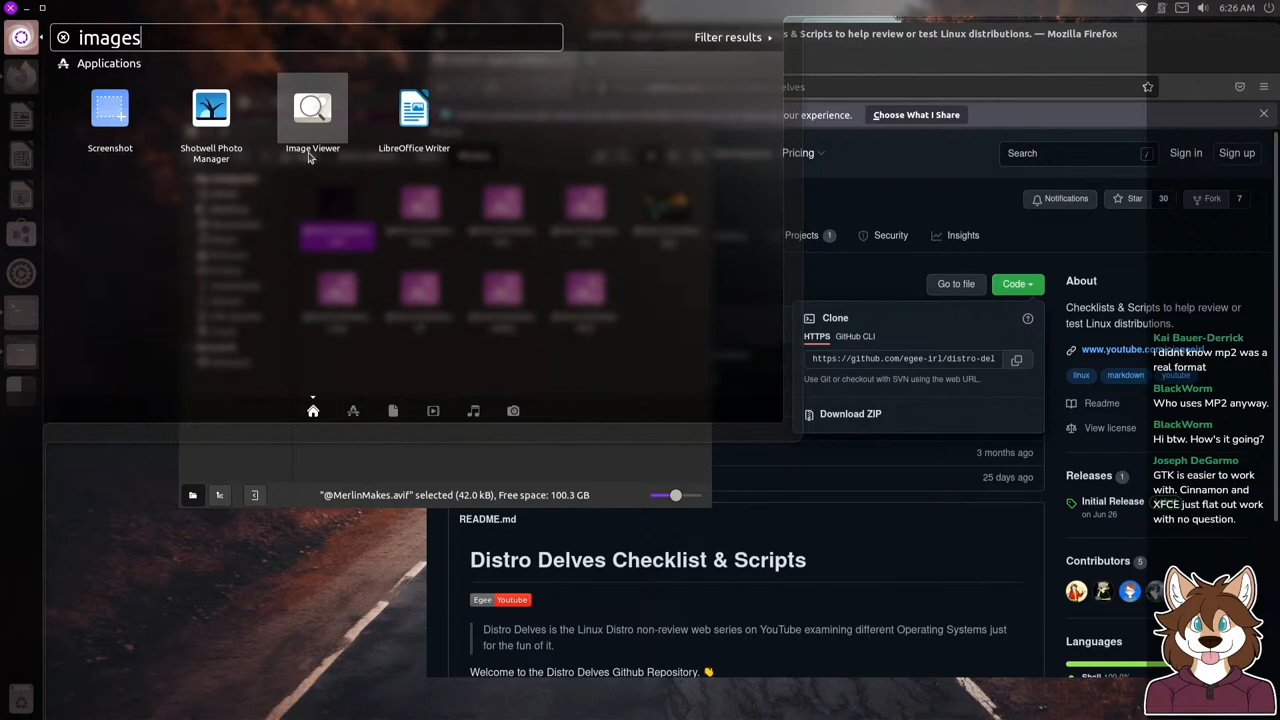 6:26 AM
images
Filter results
s & Scripts to help review or test Linux distributions. — Mozilla Firefox
Applications
Screenshot
Shotwell Photo
Manager
Image Viewer
LibreOffice Writer
elves
our experience.
Choose What I Share
Pricing
Search
/
Sign in
Sign up
Notifications
Star
30
Fork
7
Projects
1
Security
Insights
Go to file
Code
About
Checklists & Scripts to help review or
test Linux distributions.
www.youtube.com/
linux
markdown
youtube
Readme
View license
Releases
1
Initial Release
on Jun 26
Contributors
5
Languages
Clone
HTTPS
GitHub CLI
https://github.com/egee-irl/distro-del
Use Git or checkout with SVN using the web URL.
Download ZIP
3 months ago
25 days ago
Kai Bauer-Derrick
I didnt know mp2 was a
real format
BlackWorm
Who uses MP2 anyway.
BlackWorm
Hi btw. How's it going?
Joseph DeGarmo
GTK is easier to work
with. Cinnamon and
XFCE just flat out work
with no question.
"@MerlinMakes.avif" selected (42.0 kB), Free space: 100.3 GB
README.md
Distro Delves Checklist & Scripts
Egee
Youtube
Distro Delves is the Linux Distro non-review web series on YouTube examining different Operating Systems just
for the fun of it.
Welcome to the Distro Delves Github Repository. 👋